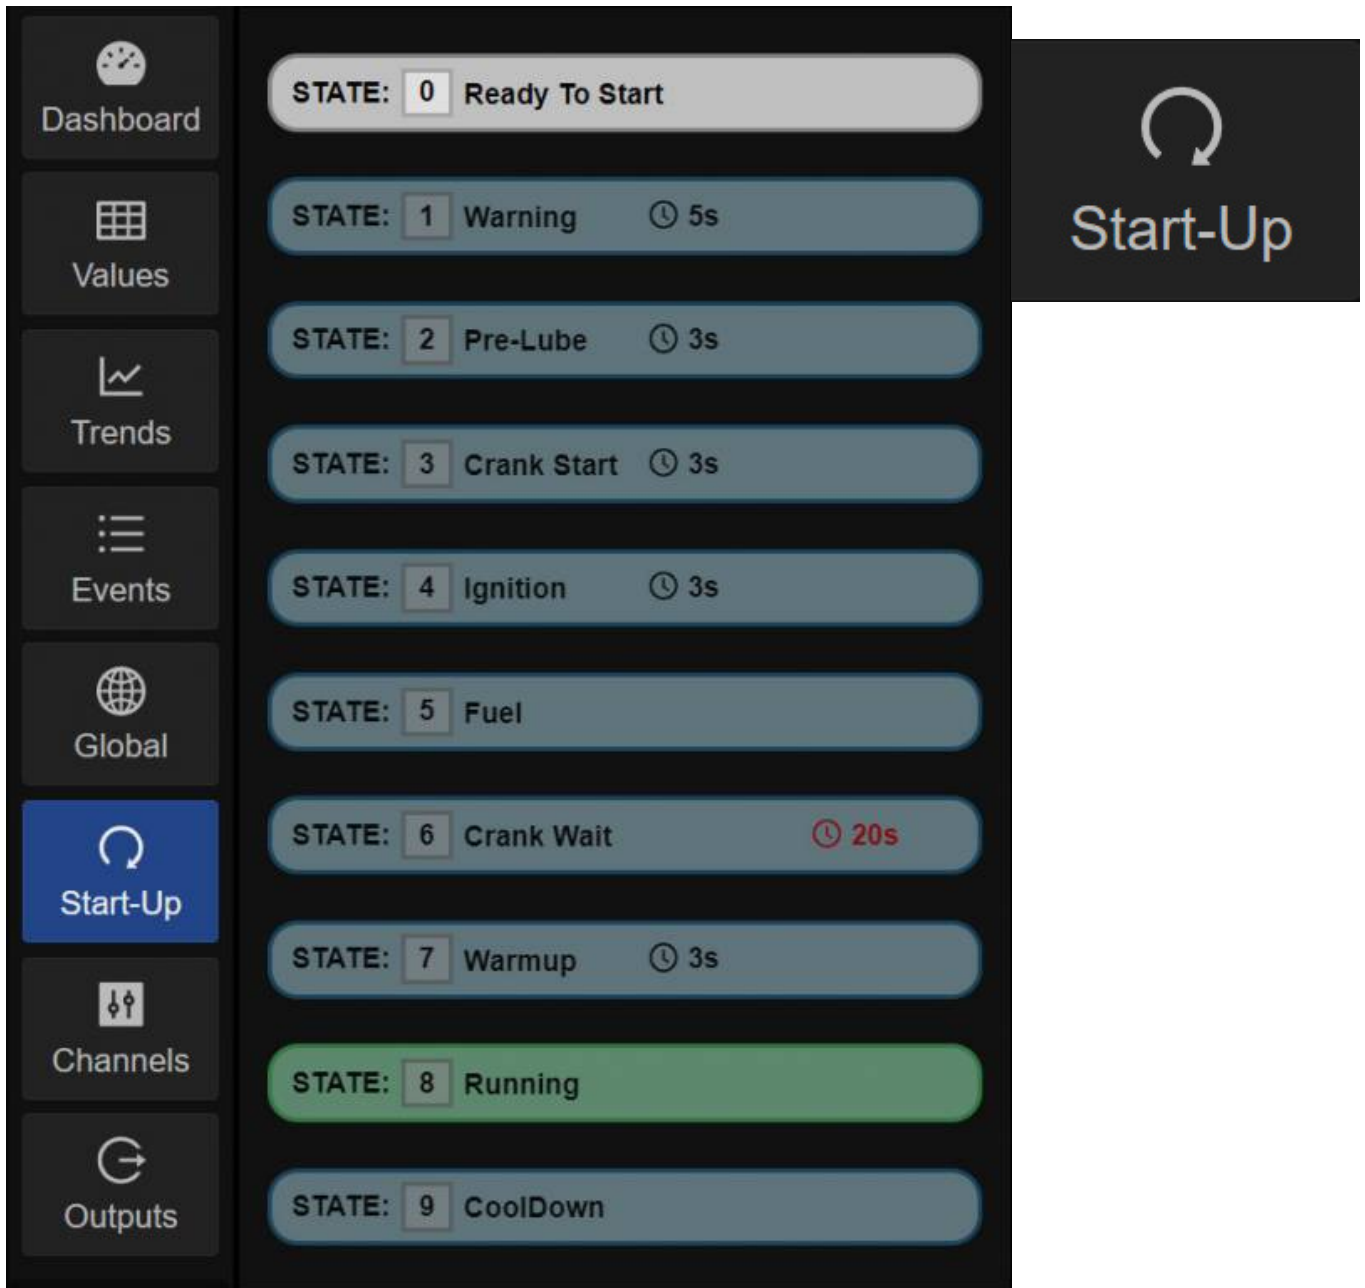 Dashboard
Values
Trends
Events
Global
Start-Up
Channels
Outputs
STATE: 0 Ready To Start
STATE: 1 Warning 5s
STATE: 2 Pre-Lube 3s
STATE: 3 Crank Start 3s
STATE: 4 Ignition 3s
STATE: 5 Fuel
STATE: 6 Crank Wait 20s
STATE: 7 Warmup 3s
STATE: 8 Running
STATE: 9 CoolDown
Start-Up